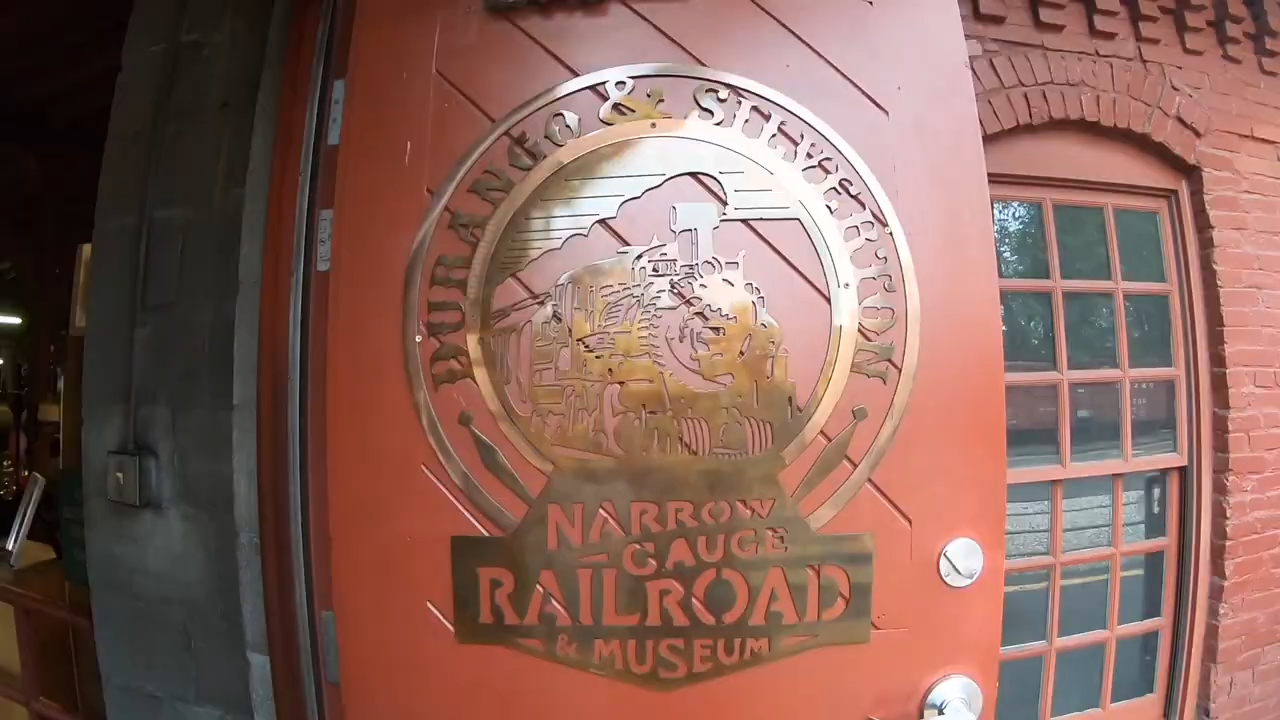 DURANGO & SILVERTON
NARROW
GAUGE
RAILROAD
& MUSEUM